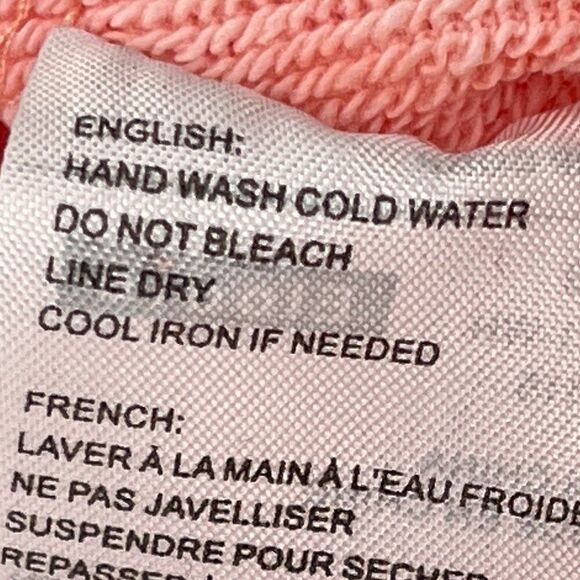 ENGLISH:
HAND WASH COLD WATER
DO NOT BLEACH
LINE DRY
COOL IRON IF NEEDED
FRENCH:
LAVER À LA MAIN À L'EAU FROIDE
NE PAS JAVELLISER
SUSPENDRE POUR SECHER
REPASSER